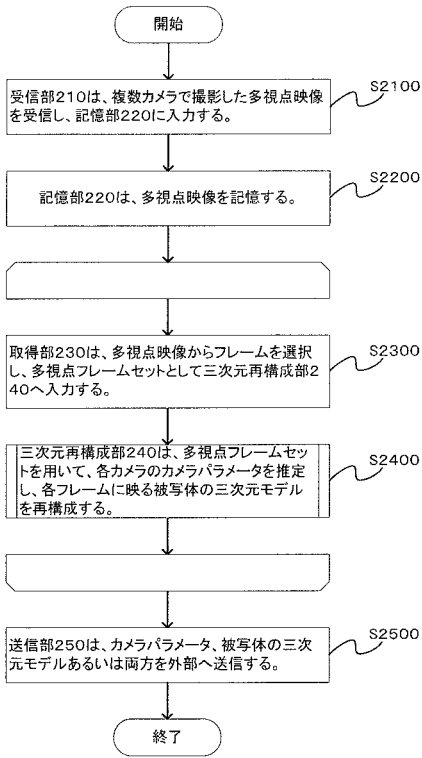 開始
S2100
受信部210は、複数カメラで撮影した多視点映像
を受信し、記憶部220に入力する。
S2200
記憶部220は、多視点映像を記憶する。
S2300
取得部230は、多視点映像からフレームを選択
し、多視点フレームセットとして三次元再構成部2
40へ入力する。
S2400
三次元再構成部240は、多視点フレームセッ
トを用いて、各カメラのカメラパラメータを推定
し、各フレームに映る被写体の三次元モデル
を再構成する。
S2500
送信部250は、カメラパラメータ、被写体の三次
元モデルあるいは両方を外部へ送信する。
終了